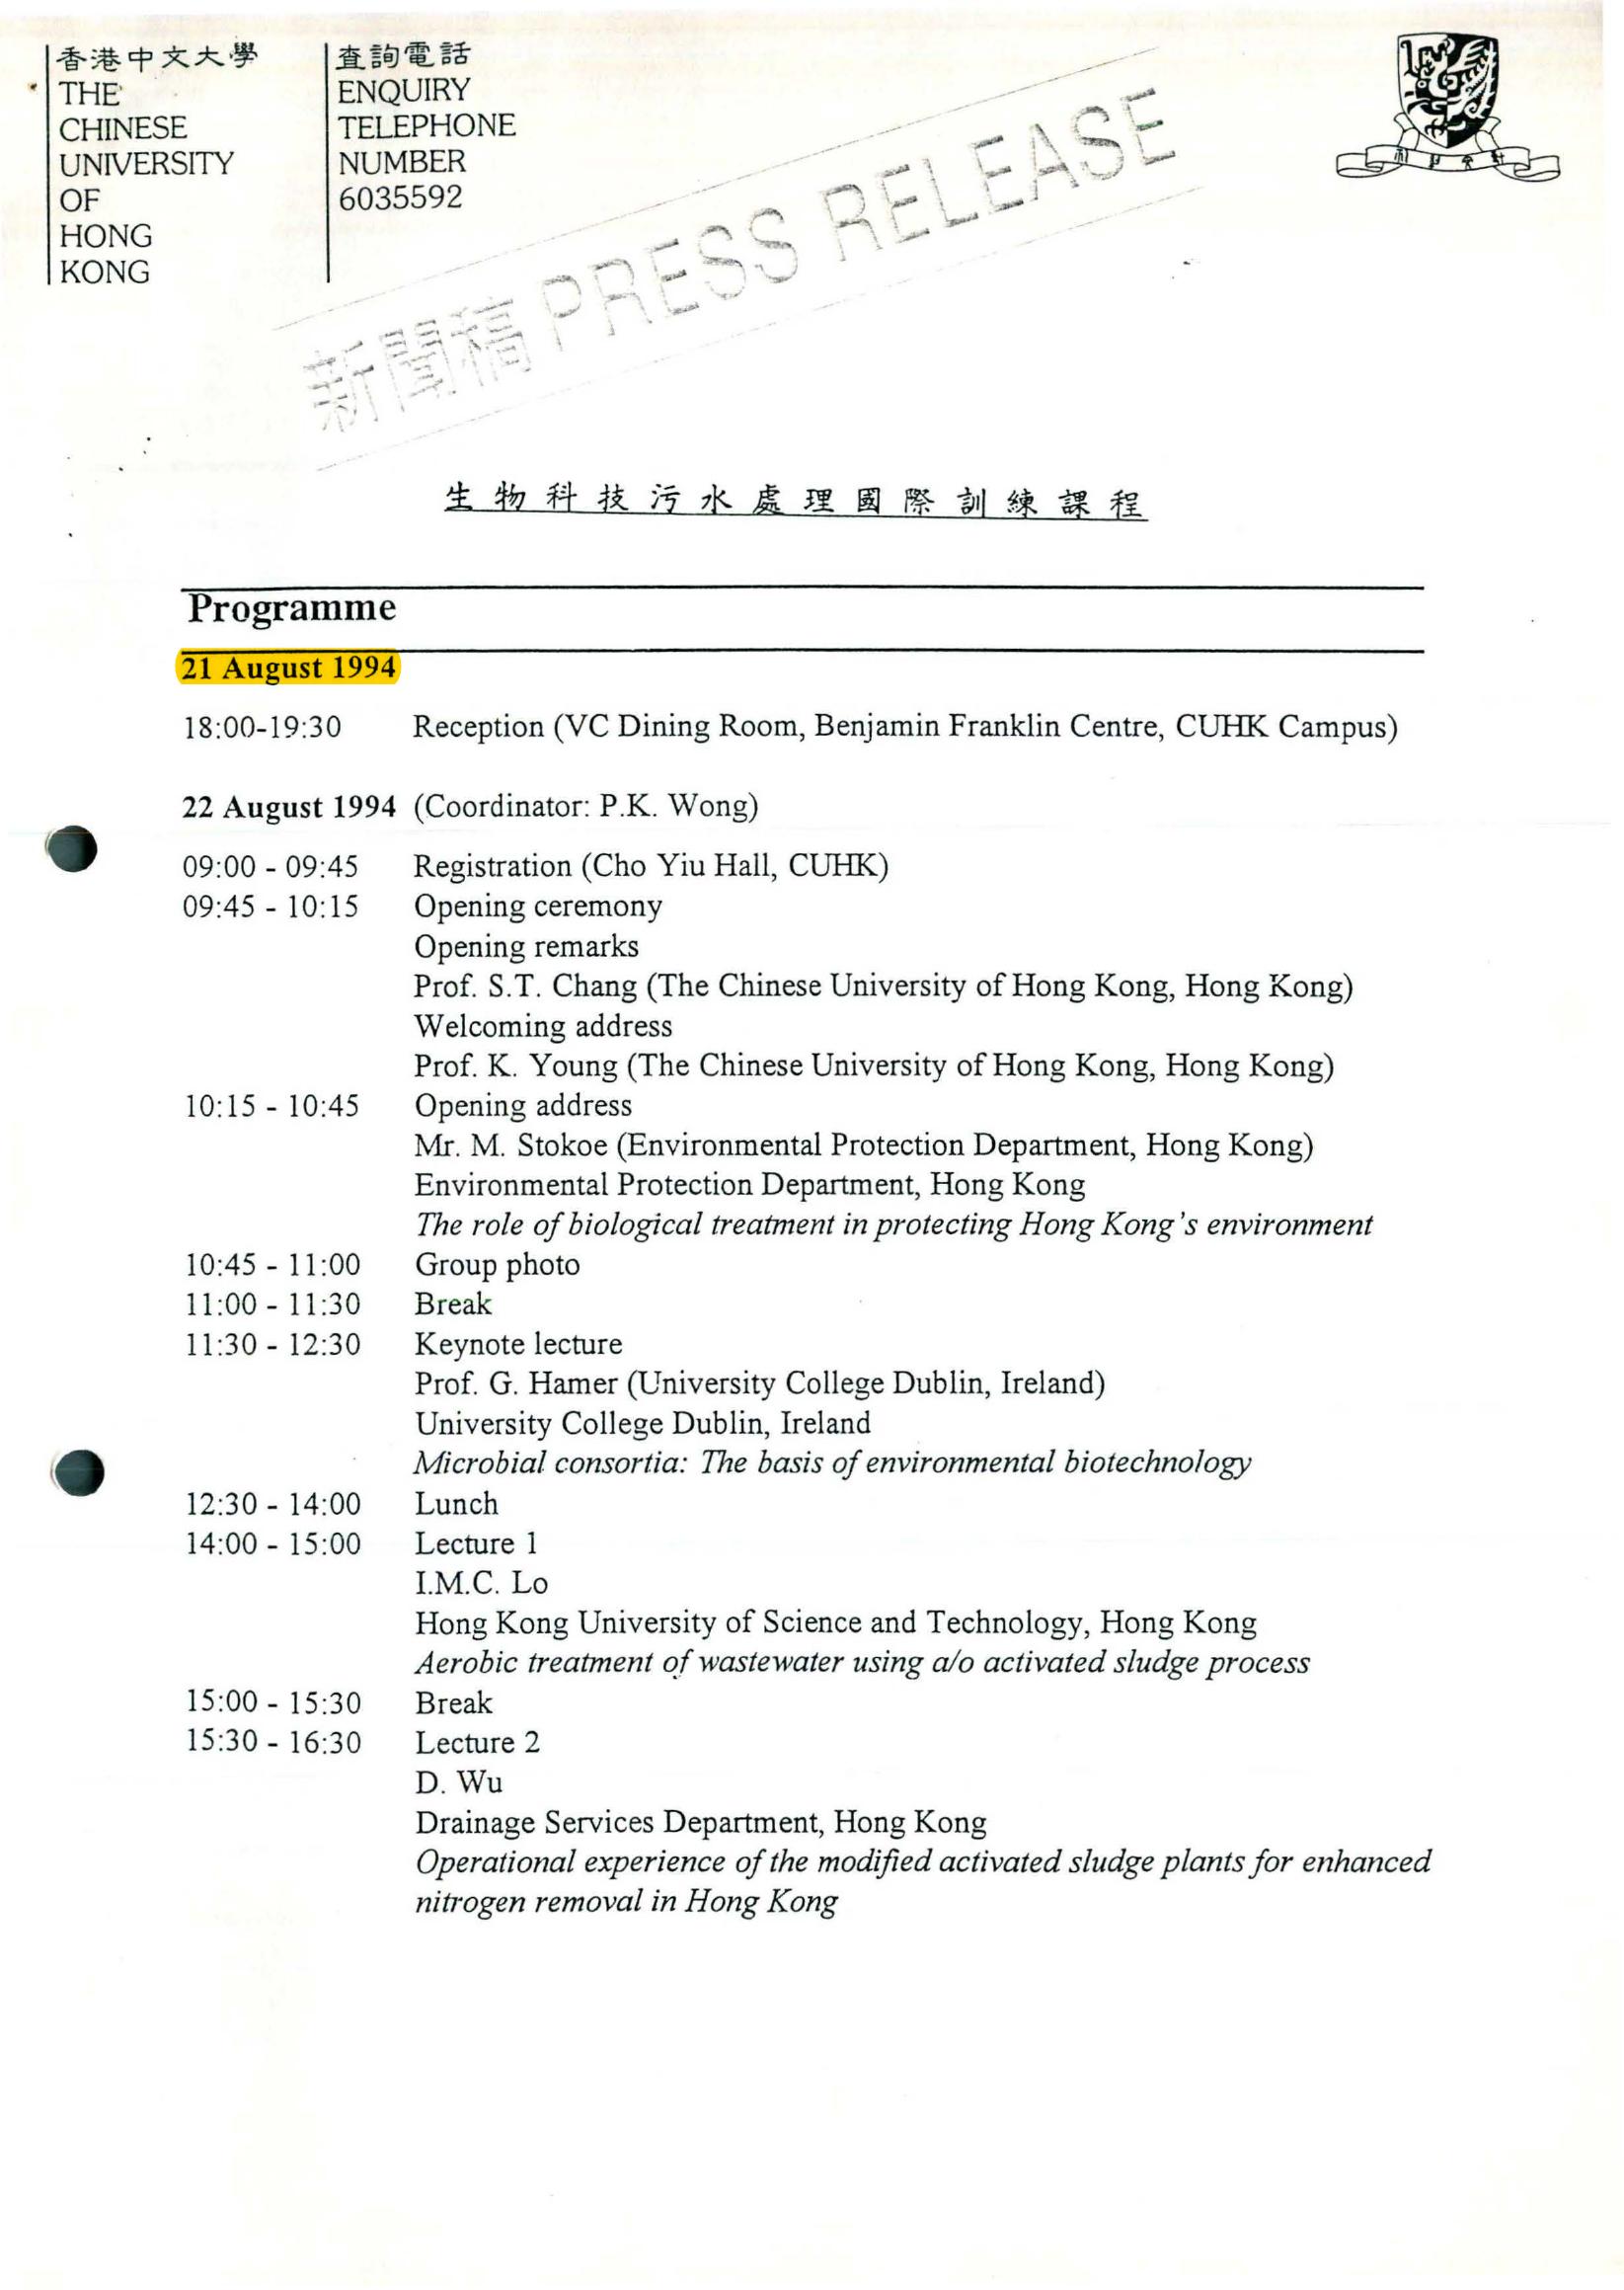 香港中文大學
THE
CHINESE
UNIVERSITY
OF
HONG
KONG
查詢電話
ENQUIRY
TELEPHONE
NUMBER
6035592
新聞稿 PRESS RELEASE
生物科技污水處理國際訓練課程
Programme
21 August 1994
18:00-19:30 Reception (VC Dining Room, Benjamin Franklin Centre, CUHK Campus)
22 August 1994 (Coordinator: P.K. Wong)
09:00 - 09:45 Registration (Cho Yiu Hall, CUHK)
09:45 - 10:15 Opening ceremony
Opening remarks
Prof. S.T. Chang (The Chinese University of Hong Kong, Hong Kong)
Welcoming address
Prof. K. Young (The Chinese University of Hong Kong, Hong Kong)
10:15 - 10:45 Opening address
Mr. M. Stokoe (Environmental Protection Department, Hong Kong)
Environmental Protection Department, Hong Kong
The role of biological treatment in protecting Hong Kong's environment
10:45 - 11:00 Group photo
11:00 - 11:30 Break
11:30 - 12:30 Keynote lecture
Prof. G. Hamer (University College Dublin, Ireland)
University College Dublin, Ireland
Microbial consortia: The basis of environmental biotechnology
12:30 - 14:00 Lunch
14:00 - 15:00 Lecture 1
I.M.C. Lo
Hong Kong University of Science and Technology, Hong Kong
Aerobic treatment of wastewater using a/o activated sludge process
15:00 - 15:30 Break
15:30 - 16:30 Lecture 2
D. Wu
Drainage Services Department, Hong Kong
Operational experience of the modified activated sludge plants for enhanced
nitrogen removal in Hong Kong